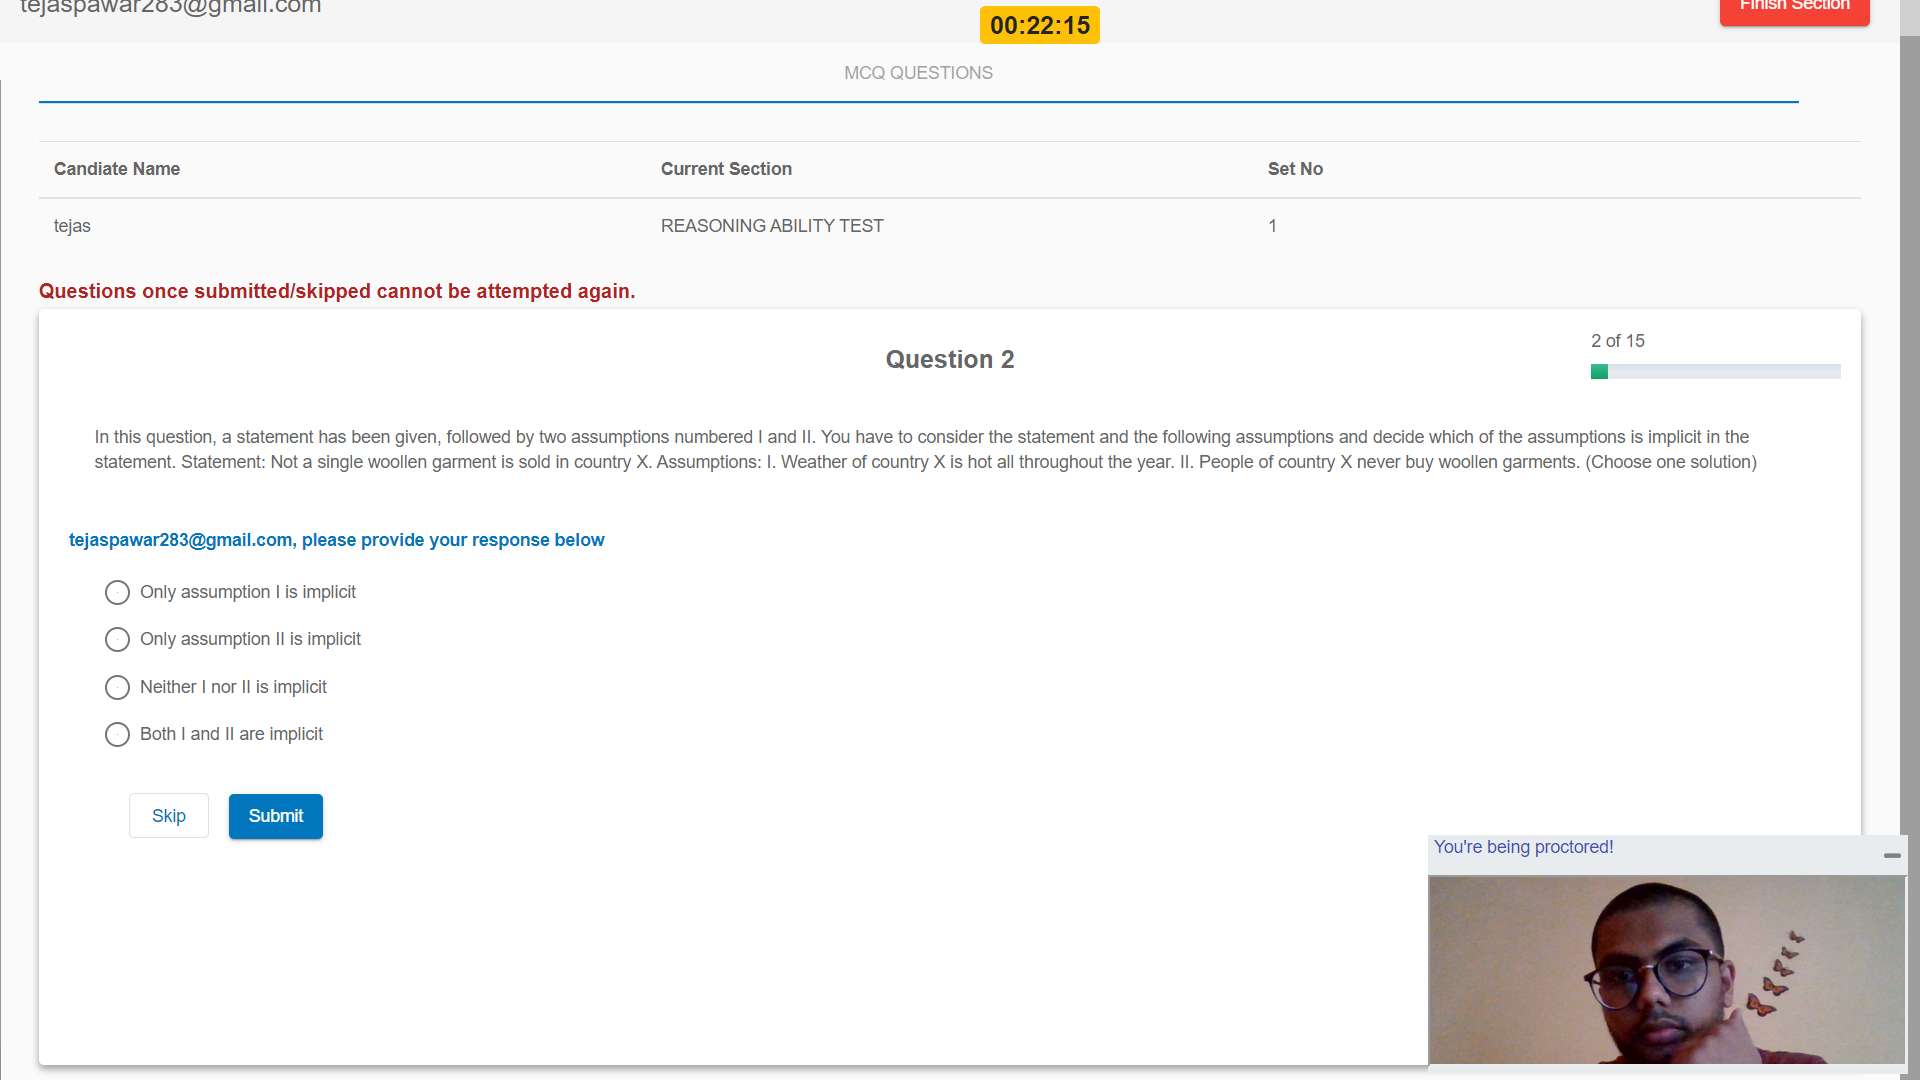 tejaspawar283@gmail.com
Finish Section
00:22:15
MCQ QUESTIONS
Candiate Name Current Section Set No
tejas REASONING ABILITY TEST 1
Questions once submitted/skipped cannot be attempted again.
2 of 15
Question 2
In this question, a statement has been given, followed by two assumptions numbered I and II. You have to consider the statement and the following assumptions and decide which of the assumptions is implicit in the
statement. Statement: Not a single woollen garment is sold in country X. Assumptions: I. Weather of country X is hot all throughout the year. II. People of country X never buy woollen garments. (Choose one solution)
tejaspawar283@gmail.com, please provide your response below
Only assumption I is implicit
Only assumption II is implicit
Neither I nor II is implicit
Both I and II are implicit
Skip Submit
You're being proctored!